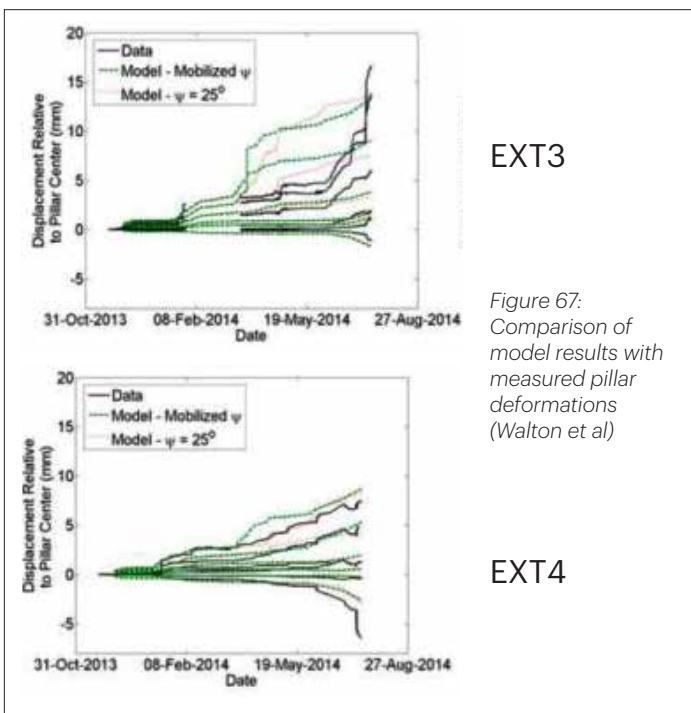 20
15
10
5
0
-5
Displacement Relative
to Pillar Center (mm)
Data
Model - Mobilized ψ
Model - ψ = 25°
31-Oct-2013 08-Feb-2014 19-May-2014 27-Aug-2014
Date
EXT3
Figure 67:
Comparison of
model results with
measured pillar
deformations
(Walton et al)
20
15
10
5
0
-5
Displacement Relative
to Pillar Center (mm)
Data
Model - Mobilized ψ
Model - ψ = 25°
31-Oct-2013 08-Feb-2014 19-May-2014 27-Aug-2014
Date
EXT4